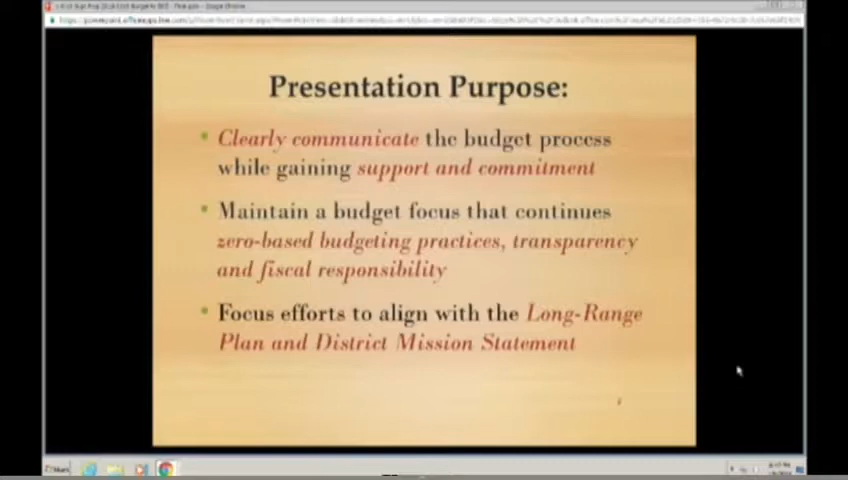 Presentation Purpose:
Clearly communicate the budget process
while gaining support and commitment
Maintain a budget focus that continues
zero-based budgeting practices, transparency
and fiscal responsibility
Focus efforts to align with the Long-Range
Plan and District Mission Statement